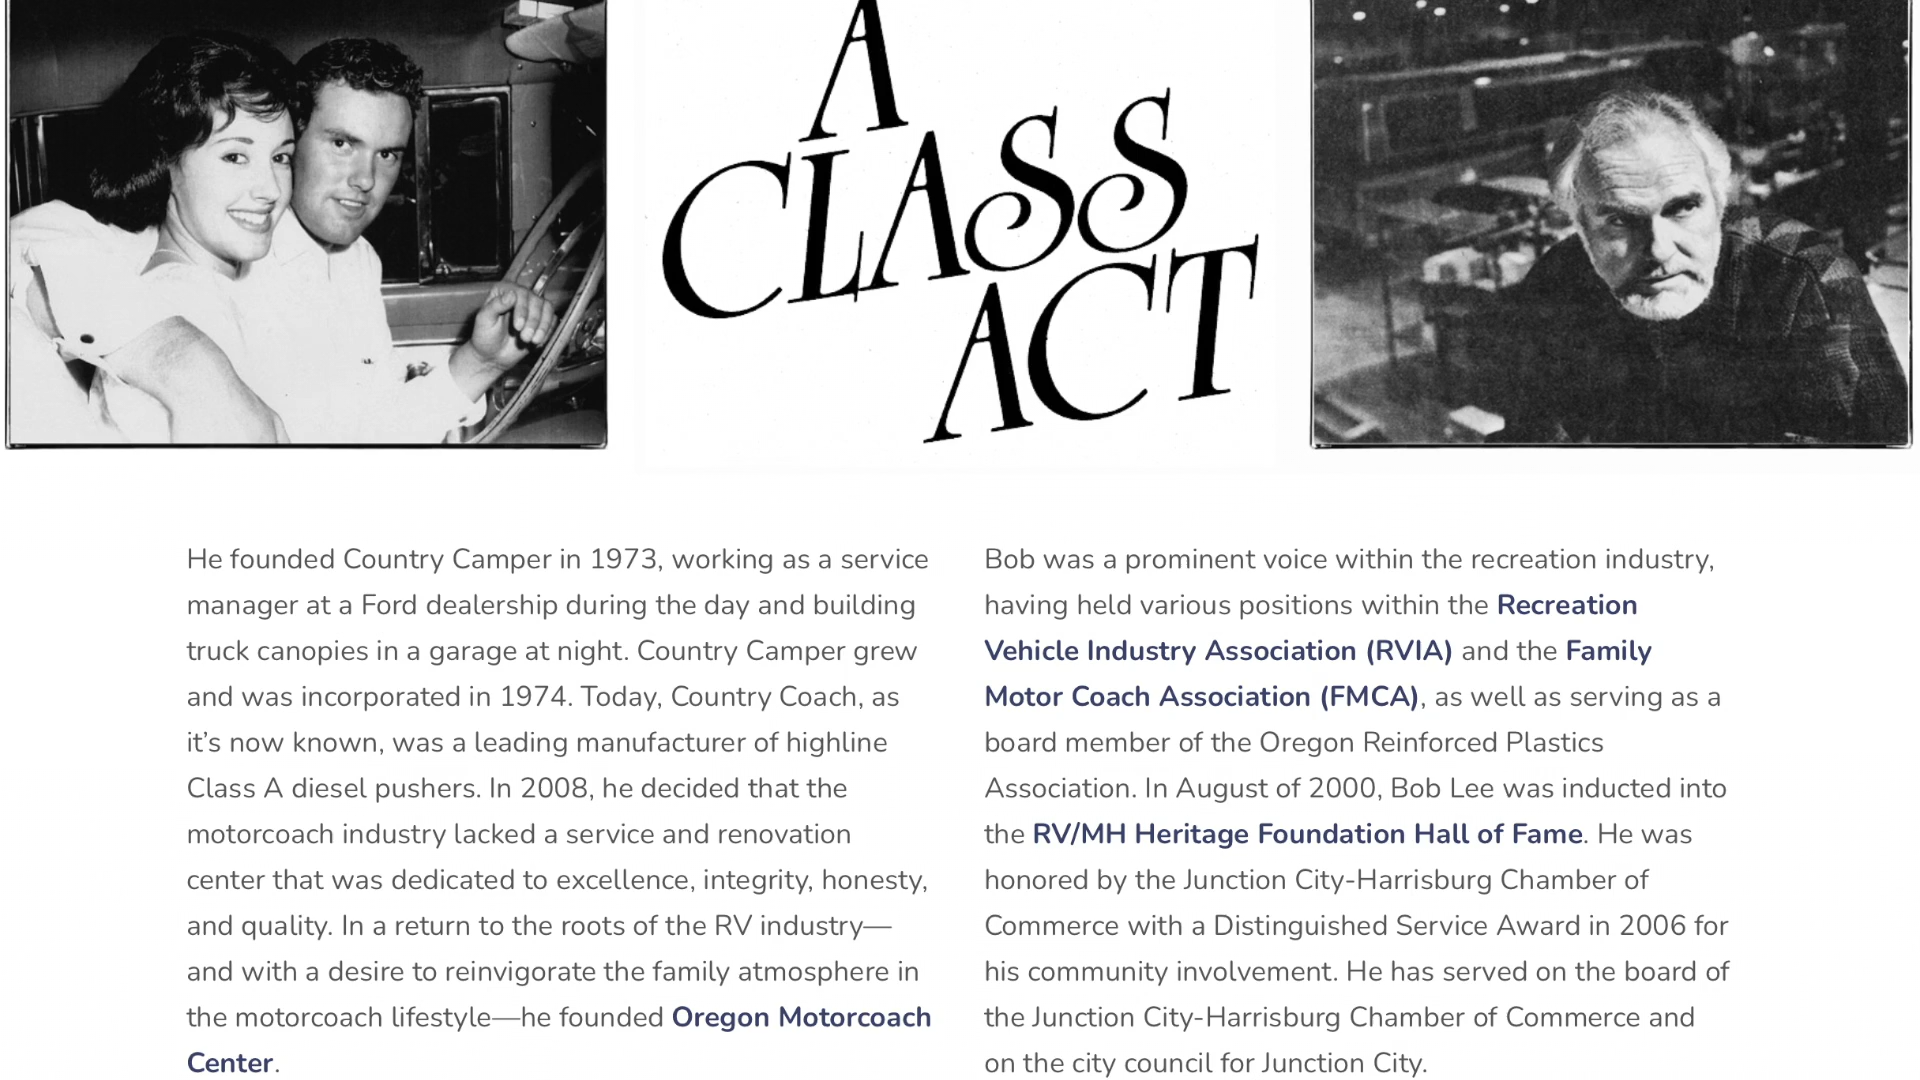 A
CLASS
ACT
He founded Country Camper in 1973, working as a service
manager at a Ford dealership during the day and building
truck canopies in a garage at night. Country Camper grew
and was incorporated in 1974. Today, Country Coach, as
it’s now known, was a leading manufacturer of highline
Class A diesel pushers. In 2008, he decided that the
motorcoach industry lacked a service and renovation
center that was dedicated to excellence, integrity, honesty,
and quality. In a return to the roots of the RV industry—
and with a desire to reinvigorate the family atmosphere in
the motorcoach lifestyle—he founded Oregon Motorcoach
Center.
Bob was a prominent voice within the recreation industry,
having held various positions within the Recreation
Vehicle Industry Association (RVIA) and the Family
Motor Coach Association (FMCA), as well as serving as a
board member of the Oregon Reinforced Plastics
Association. In August of 2000, Bob Lee was inducted into
the RV/MH Heritage Foundation Hall of Fame. He was
honored by the Junction City-Harrisburg Chamber of
Commerce with a Distinguished Service Award in 2006 for
his community involvement. He has served on the board of
the Junction City-Harrisburg Chamber of Commerce and
on the city council for Junction City.